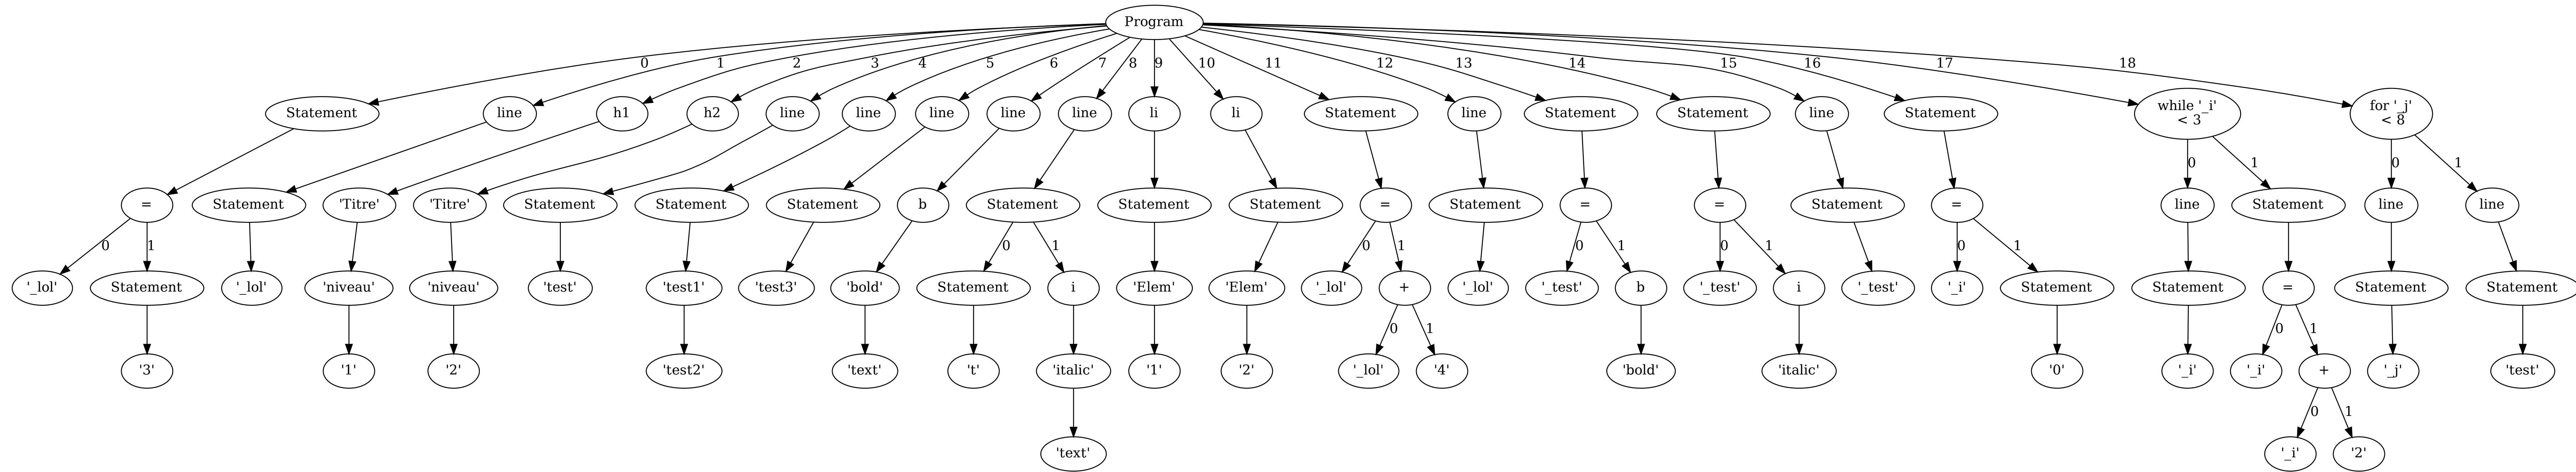 Program
0 1 2 3 4 5 6 7 8 9 10 11 12 13 14 15 16 17 18
Statement line h1 h2 line line line line line li li Statement line Statement Statement line Statement while '_i' for '_j'
< 3 < 8
0 1 0 1
= Statement 'Titre' 'Titre' Statement Statement Statement b Statement Statement Statement = Statement = = Statement = line Statement line line
0 1 0 1 0 1 0 1 0 1 0 1
'_lol' Statement '_lol' 'niveau' 'niveau' 'test' 'test1' 'test3' 'bold' Statement i 'Elem' 'Elem' '_lol' + '_lol' '_test' b '_test' i '_test' '_i' Statement Statement = Statement Statement
0 1 0 1
'3' '1' '2' 'test2' 'text' 't' 'italic' '1' '2' '_lol' '4' 'bold' 'italic' '0' '_i' '_i' + '_j' 'test'
0 1
'text' '_i' '2'